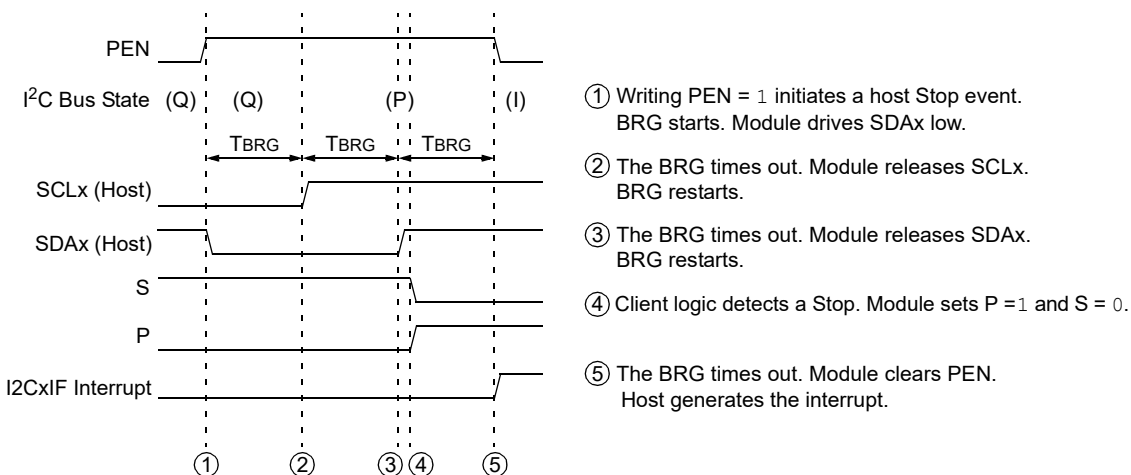 PEN
I²C Bus State (Q) (Q) (P) (I)
TBRG TBRG TBRG
SCLx (Host)
SDAx (Host)
S
P
I2CxIF Interrupt
① ② ③ ④ ⑤
① Writing PEN = 1 initiates a host Stop event.
BRG starts. Module drives SDAx low.
② The BRG times out. Module releases SCLx.
BRG restarts.
③ The BRG times out. Module releases SDAx.
BRG restarts.
④ Client logic detects a Stop. Module sets P =1 and S = 0.
⑤ The BRG times out. Module clears PEN.
Host generates the interrupt.